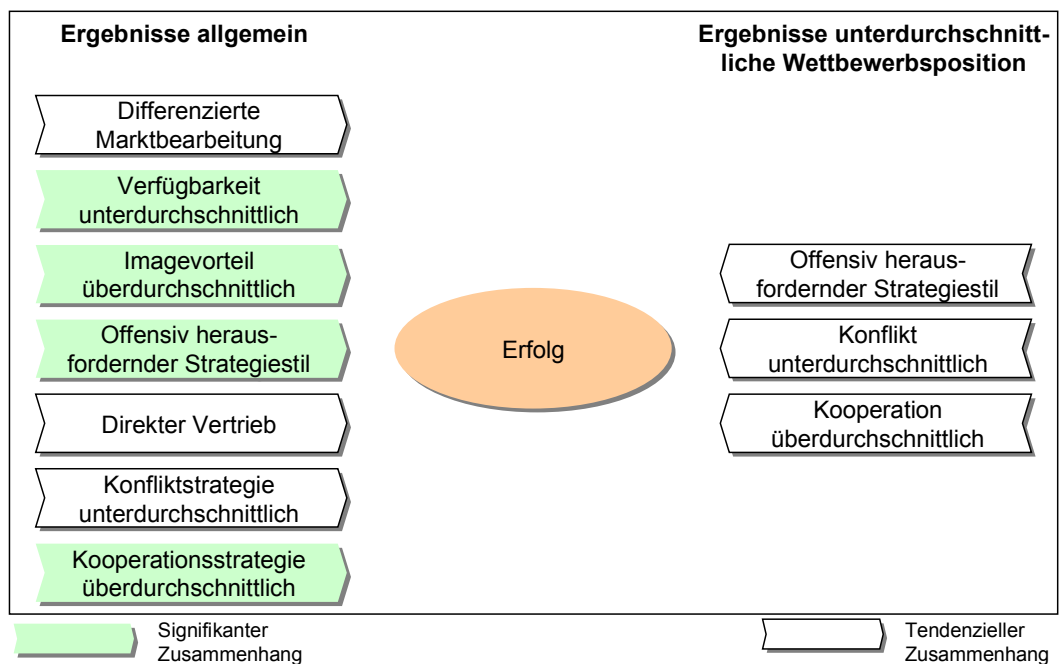 Ergebnisse allgemein
Differenzierte
Marktbearbeitung
Verfügbarkeit
unterdurchschnittlich
Imagevorteil
überdurchschnittlich
Offensiv heraus-
fordernder Strategiestil
Direkter Vertrieb
Konfliktstrategie
unterdurchschnittlich
Kooperationsstrategie
überdurchschnittlich
Erfolg
Ergebnisse unterdurchschnitt-
liche Wettbewerbsposition
Offensiv heraus-
fordernder Strategiestil
Konflikt
unterdurchschnittlich
Kooperation
überdurchschnittlich
Signifikanter
Zusammenhang
Tendenzieller
Zusammenhang